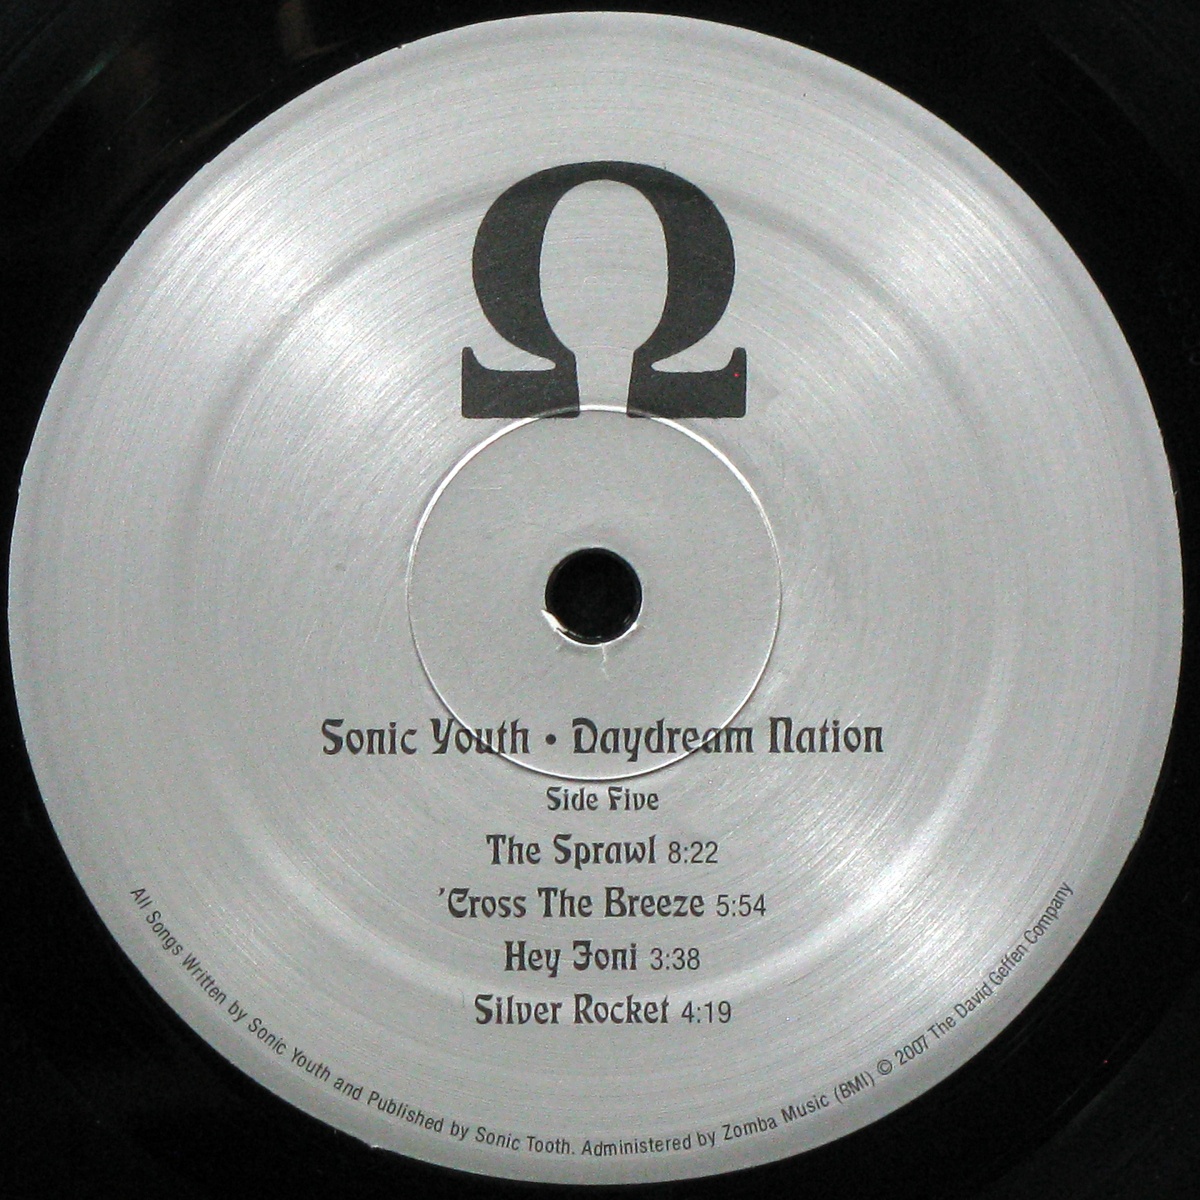 Ω
Sonic Youth • Daydream Nation
Side Five
The Sprawl 8:22
'Cross The Breeze 5:54
Hey Joni 3:38
Silver Rocket 4:19
All Songs Written by Sonic Youth and Published by Sonic Tooth. Administered by Zomba Music (BMI) © 2007 The David Geffen Company